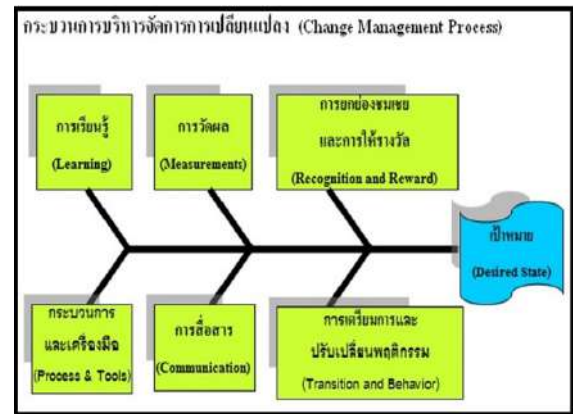 กระบวนการบริหารจัดการการเปลี่ยนแปลง (Change Management Process)
การเรียนรู้
(Learning)
การวัดผล
(Measurements)
การยกย่องชมเชย
และการให้รางวัล
(Recognition and Reward)
เป้าหมาย
(Desired State)
กระบวนการ
และเครื่องมือ
(Process & Tools)
การสื่อสาร
(Communication)
การเตรียมการและ
ปรับเปลี่ยนพฤติกรรม
(Transition and Behavior)